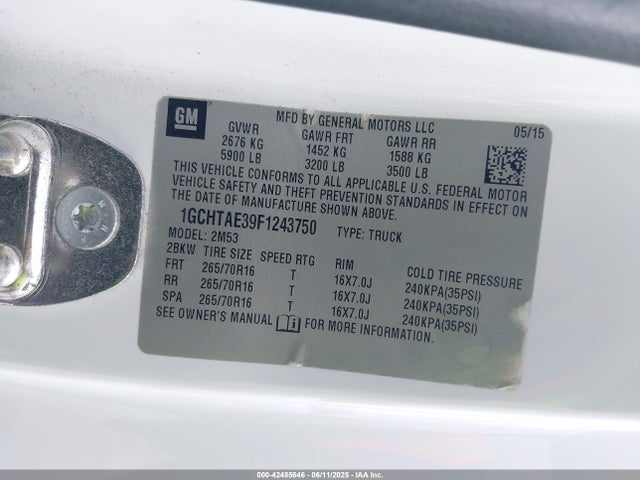 GM
MFD BY GENERAL MOTORS LLC 05/15
GVWR GAWR FRT GAWR RR
2676 KG 1452 KG 1588 KG
5900 LB 3200 LB 3500 LB
THIS VEHICLE CONFORMS TO ALL APPLICABLE U.S. FEDERAL MOTOR
VEHICLE SAFETY AND THEFT PREVENTION STANDARDS IN EFFECT
ON THE DATE OF MANUFACTURE SHOWN ABOVE.
1GCHTAE39F1243750 TYPE: TRUCK
MODEL: 2M53
2BKW TIRE SIZE SPEED RTG RIM COLD TIRE PRESSURE
FRT 265/70R16 T 16X7.0J 240KPA(35PSI)
RR 265/70R16 T 16X7.0J 240KPA(35PSI)
SPA 265/70R16 T 16X7.0J 240KPA(35PSI)
SEE OWNER'S MANUAL FOR MORE INFORMATION.
000-42485646 - 06/11/2025 - IAAI, Inc.